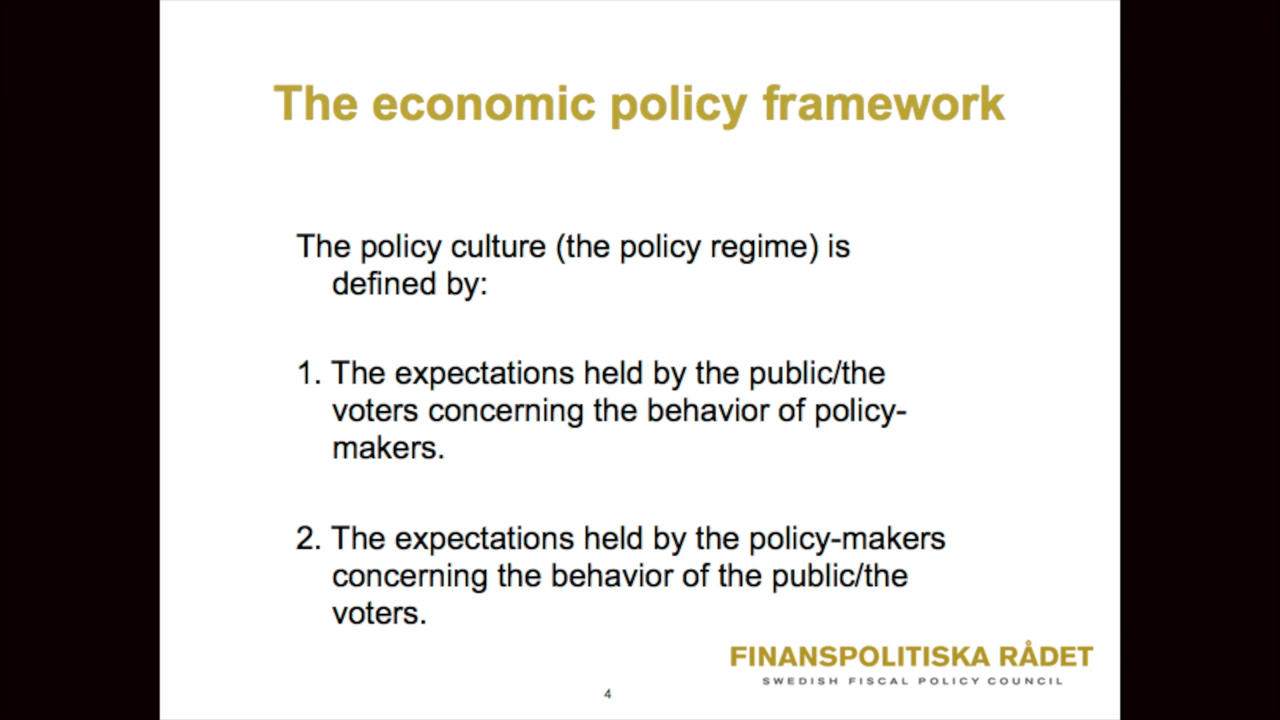 The economic policy framework
The policy culture (the policy regime) is
defined by:
1. The expectations held by the public/the
voters concerning the behavior of policy-
makers.
2. The expectations held by the policy-makers
concerning the behavior of the public/the
voters.
FINANSPOLITISKA RÅDET
SWEDISH FISCAL POLICY COUNCIL
4